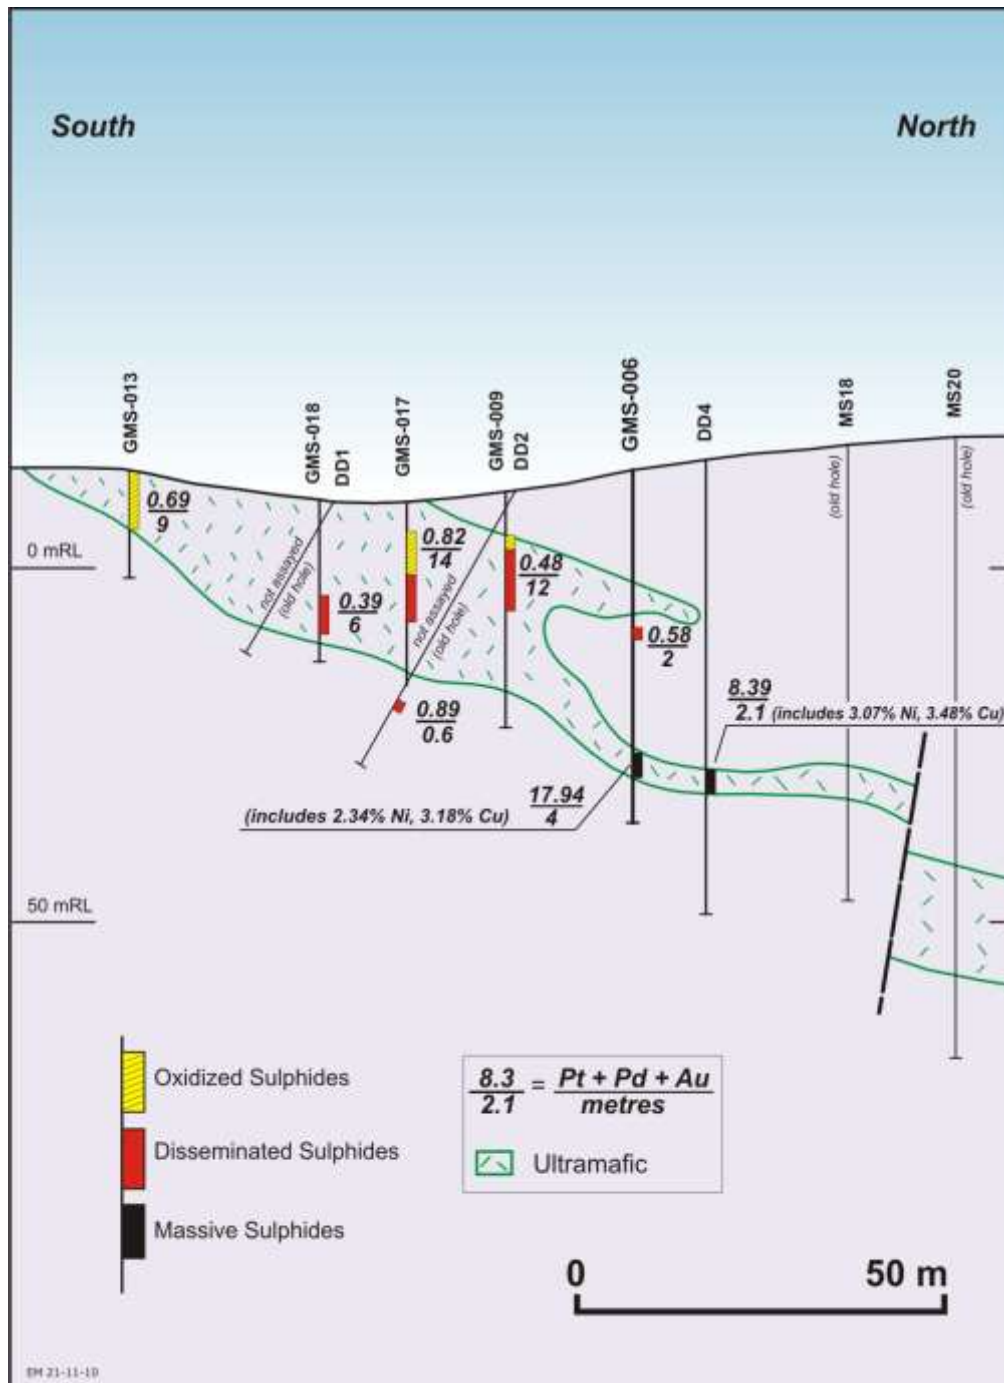 South
North
GMS-013
GMS-018
DD1
GMS-017
GMS-009
DD2
GMS-006
DD4
MS18
MS20
(old hole)
(old hole)
0.69
9
0 mRL
not assayed
(old hole)
0.39
6
0.82
14
not assayed
(old hole)
0.48
12
0.58
2
0.89
0.6
8.39
2.1 (includes 3.07% Ni, 3.48% Cu)
17.94
(includes 2.34% Ni, 3.18% Cu) 4
50 mRL
Oxidized Sulphides
Disseminated Sulphides
Massive Sulphides
8.3 = Pt + Pd + Au
2.1 metres
Ultramafic
0 50 m
EM 21-11-10